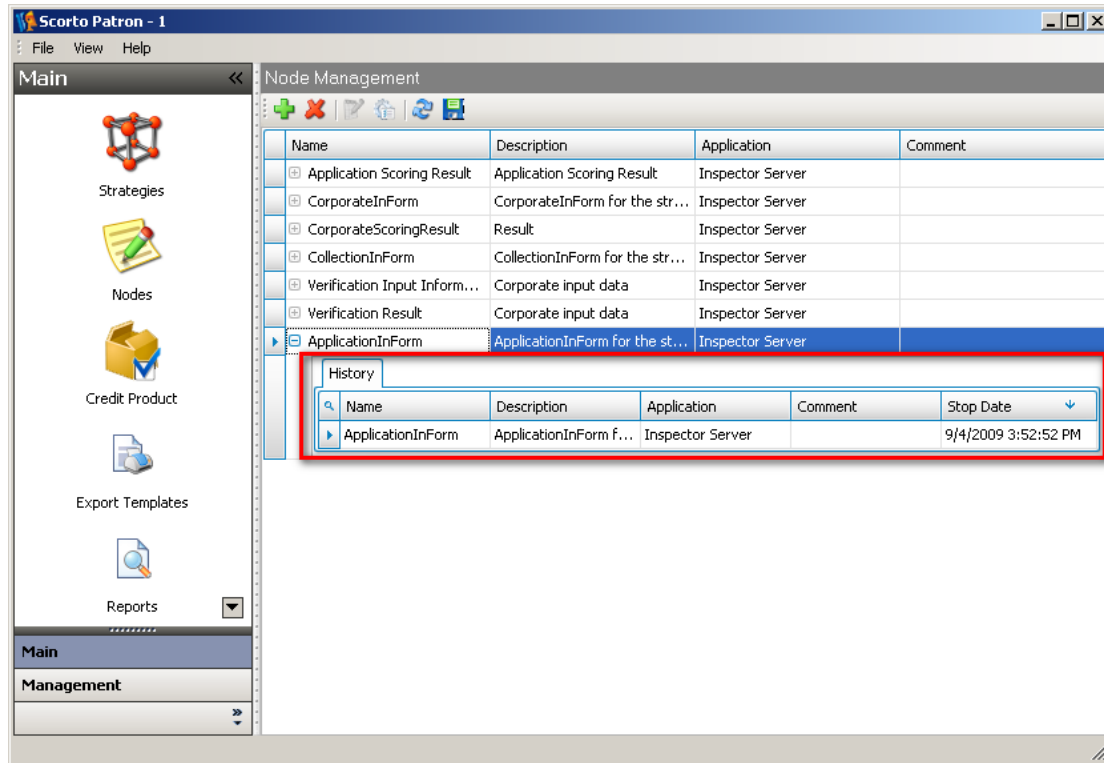 Scorto Patron - 1
File View Help
Main
Node Management
Name Description Application Comment
Application Scoring Result Application Scoring Result Inspector Server
CorporateInForm CorporateInForm for the str... Inspector Server
CorporateScoringResult Result Inspector Server
CollectionInForm CollectionInForm for the str... Inspector Server
Verification Input Inform... Corporate input data Inspector Server
Verification Result Corporate input data Inspector Server
ApplicationInForm ApplicationInForm for the st... Inspector Server
History
Name Description Application Comment Stop Date
ApplicationInForm ApplicationInForm f... Inspector Server 9/4/2009 3:52:52 PM
Strategies
Nodes
Credit Product
Export Templates
Reports
Main
Management